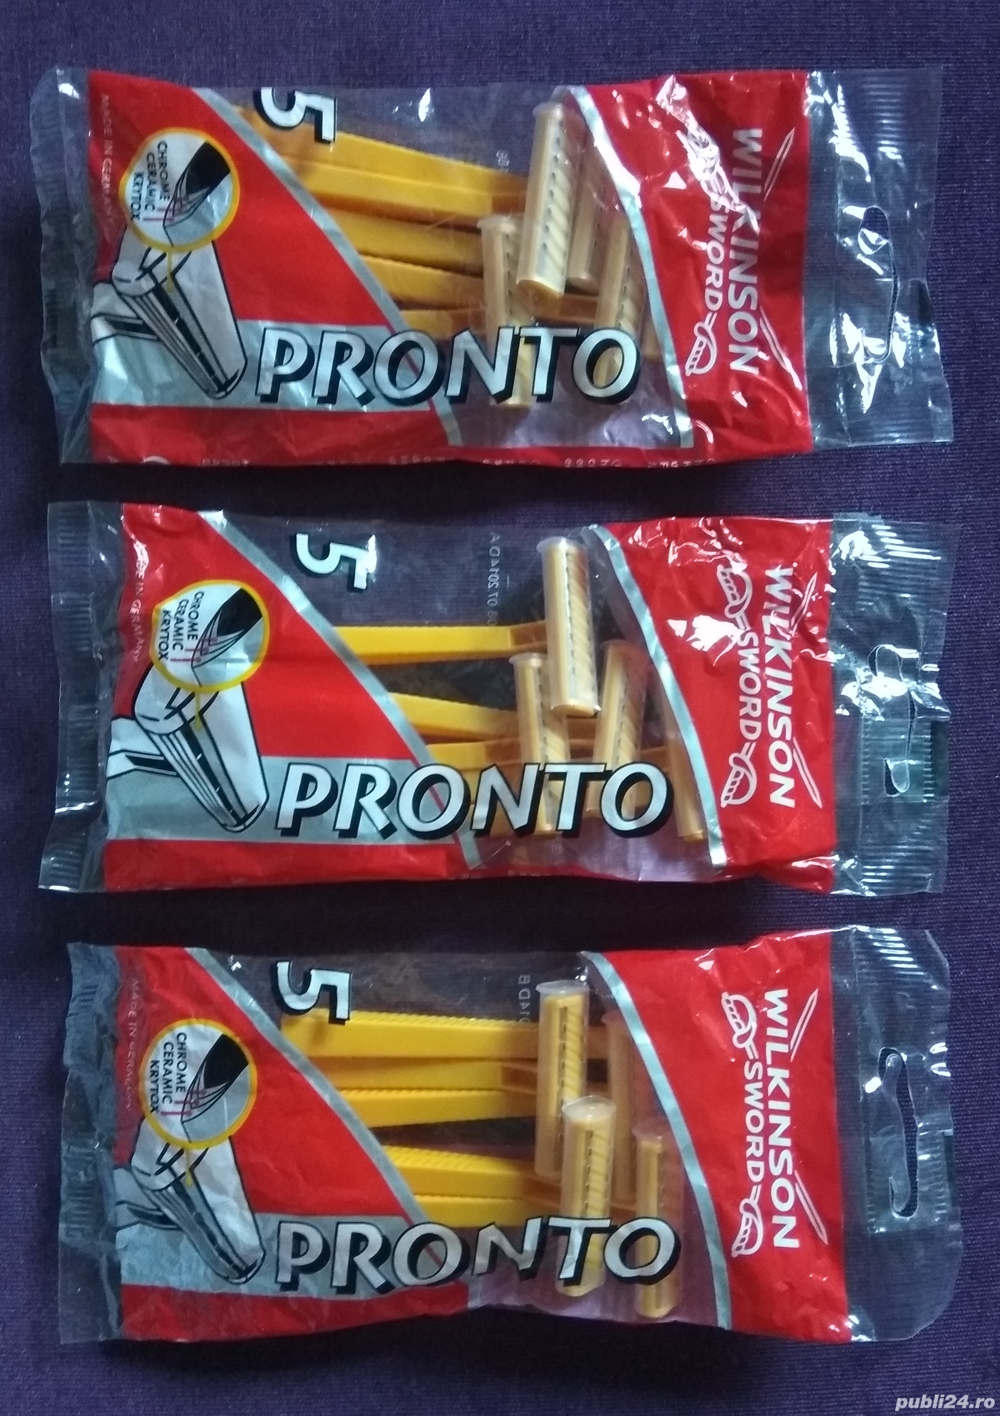 5
MADE IN GERMANY
CHROME
CERAMIC
KRYTOX
PRONTO
WILKINSON
SWORD
5
MADE IN GERMANY
CHROME
CERAMIC
KRYTOX
PRONTO
WILKINSON
SWORD
5
MADE IN GERMANY
CHROME
CERAMIC
KRYTOX
PRONTO
WILKINSON
SWORD
publi24.ro